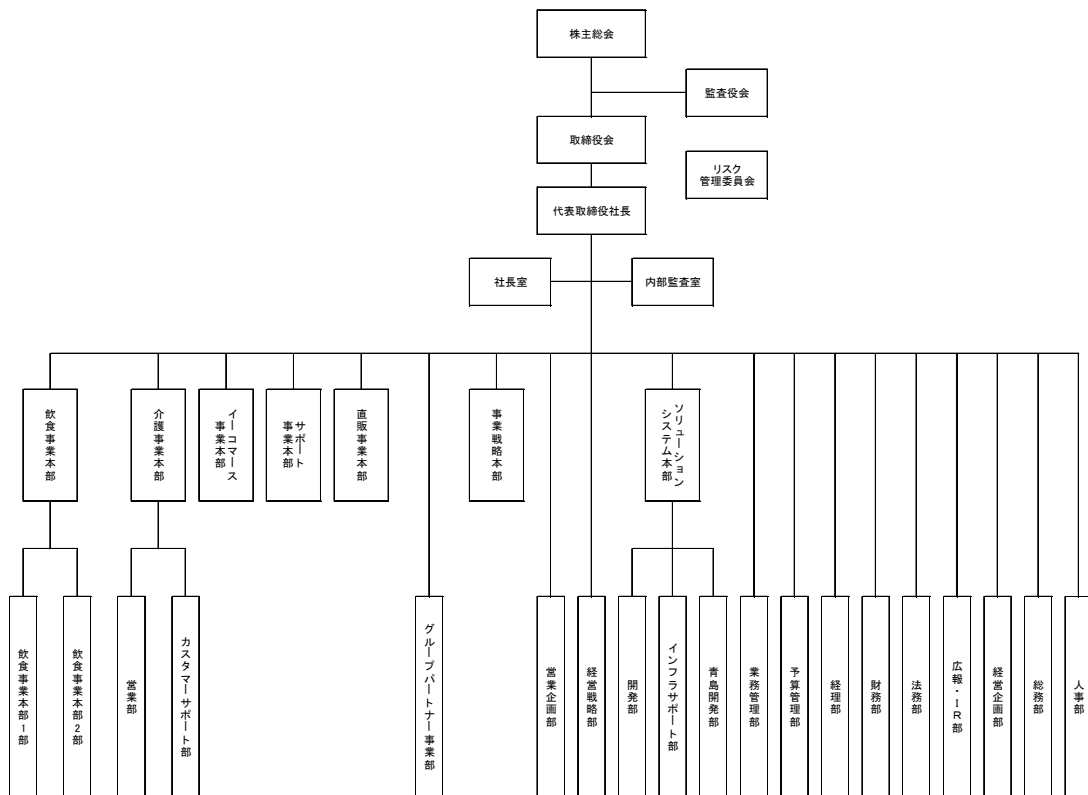 株主総会
監査役会
取締役会
リスク
管理委員会
代表取締役社長
社長室
内部監査室
飲食事業本部
介護事業本部
イーコマース
事業本部
サポート
事業本部
直販事業本部
事業戦略本部
ソリューション
システム本部
飲食事業本部1部
飲食事業本部2部
営業部
カスタマーサポート部
グループパートナー事業部
営業企画部
経営戦略部
開発部
インフラサポート部
青島開発部
業務管理部
予算管理部
経理部
財務部
法務部
広報・IR部
経営企画部
総務部
人事部